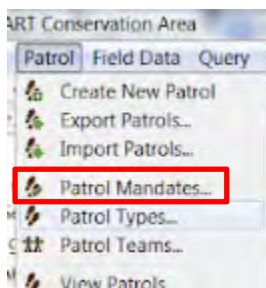 ART Conservation Area
Patrol Field Data Query
Create New Patrol
Export Patrols...
Import Patrols...
Patrol Mandates...
Patrol Types...
Patrol Teams...
View Patrols